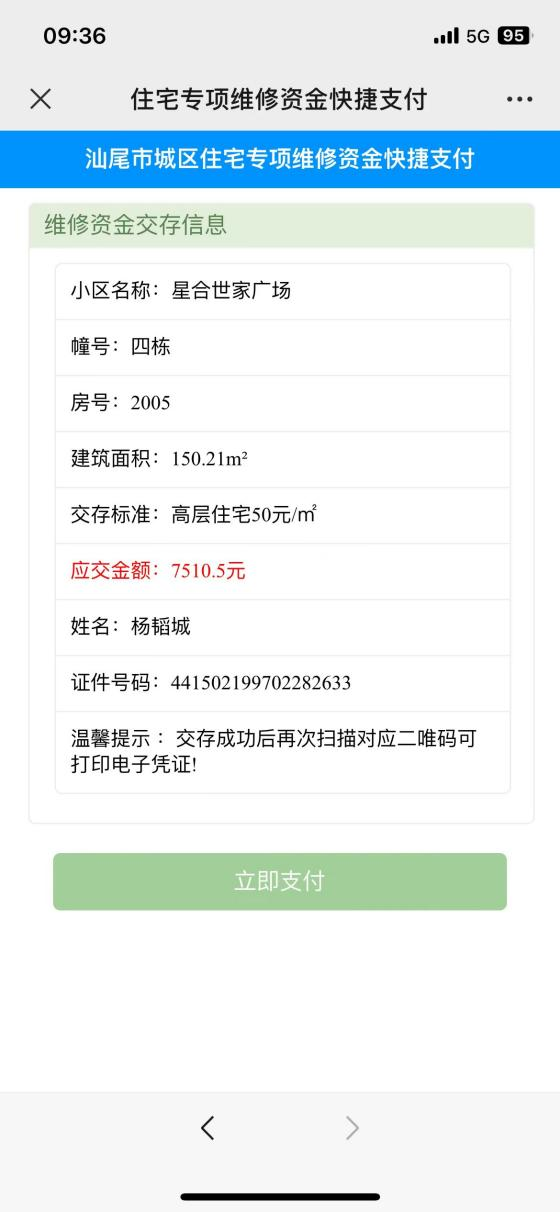 09:36
5G
95
住宅专项维修资金快捷支付
汕尾市城区住宅专项维修资金快捷支付
维修资金交存信息
小区名称：星合世家广场
幢号：四栋
房号：2005
建筑面积：150.21m²
交存标准：高层住宅50元/㎡
应交金额：7510.5元
姓名：杨韬城
证件号码：441502199702282633
温馨提示 ：交存成功后再次扫描对应二唯码可
打印电子凭证!
立即支付